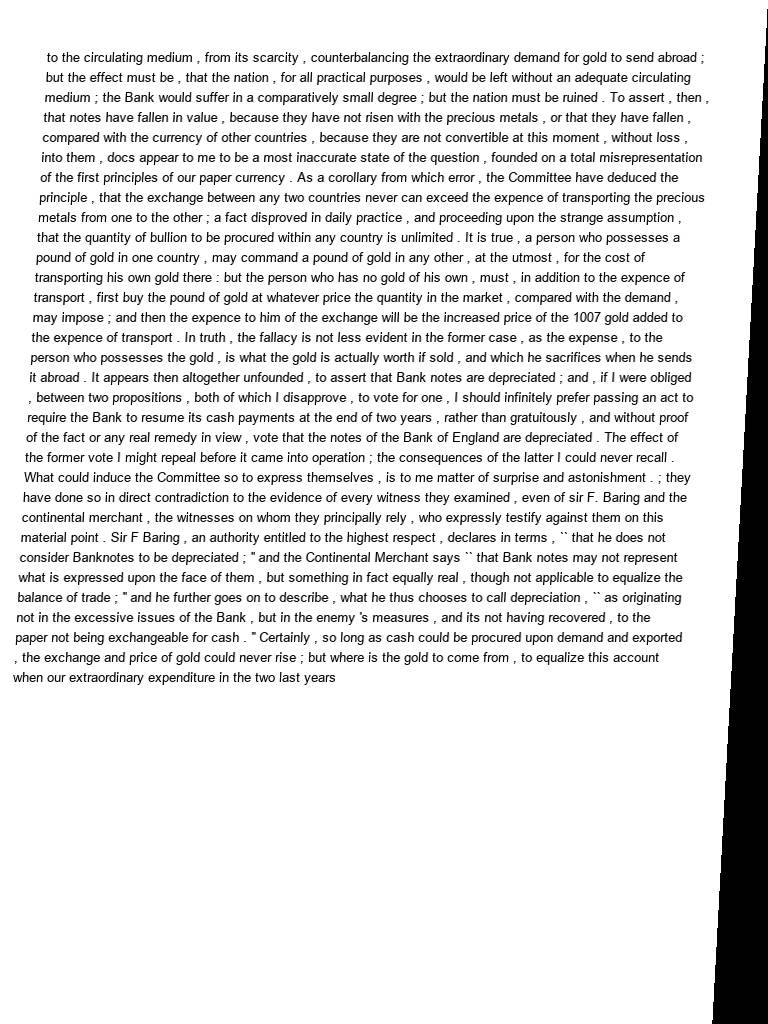 to the circulating medium , from its scarcity , counterbalancing the extraordinary demand for gold to send abroad ;
but the effect must be , that the nation , for all practical purposes , would be left without an adequate circulating
medium ; the Bank would suffer in a comparatively small degree ; but the nation must be ruined . To assert , then ,
that notes have fallen in value , because they have not risen with the precious metals , or that they have fallen ,
compared with the currency of other countries , because they are not convertible at this moment , without loss ,
into them , docs appear to me to be a most inaccurate state of the question , founded on a total misrepresentation
of the first principles of our paper currency . As a corollary from which error , the Committee have deduced the
principle , that the exchange between any two countries never can exceed the expence of transporting the precious
metals from one to the other ; a fact disproved in daily practice , and proceeding upon the strange assumption ,
that the quantity of bullion to be procured within any country is unlimited . It is true , a person who possesses a
pound of gold in one country , may command a pound of gold in any other , at the utmost , for the cost of
transporting his own gold there : but the person who has no gold of his own , must , in addition to the expence of
transport , first buy the pound of gold at whatever price the quantity in the market , compared with the demand ,
may impose ; and then the expence to him of the exchange will be the increased price of the 1007 gold added to
the expence of transport . In truth , the fallacy is not less evident in the former case , as the expense , to the
person who possesses the gold , is what the gold is actually worth if sold , and which he sacrifices when he sends
it abroad . It appears then altogether unfounded , to assert that Bank notes are depreciated ; and , if I were obliged
, between two propositions , both of which I disapprove , to vote for one , I should infinitely prefer passing an act to
require the Bank to resume its cash payments at the end of two years , rather than gratuitously , and without proof
of the fact or any real remedy in view , vote that the notes of the Bank of England are depreciated . The effect of
the former vote I might repeal before it came into operation ; the consequences of the latter I could never recall .
What could induce the Committee so to express themselves , is to me matter of surprise and astonishment . ; they
have done so in direct contradiction to the evidence of every witness they examined , even of sir F. Baring and the
continental merchant , the witnesses on whom they principally rely , who expressly testify against them on this
material point . Sir F Baring , an authority entitled to the highest respect , declares in terms , `` that he does not
consider Banknotes to be depreciated ; " and the Continental Merchant says `` that Bank notes may not represent
what is expressed upon the face of them , but something in fact equally real , though not applicable to equalize the
balance of trade ; " and he further goes on to describe , what he thus chooses to call depreciation , `` as originating
not in the excessive issues of the Bank , but in the enemy 's measures , and its not having recovered , to the
paper not being exchangeable for cash . " Certainly , so long as cash could be procured upon demand and exported
, the exchange and price of gold could never rise ; but where is the gold to come from , to equalize this account
when our extraordinary expenditure in the two last years